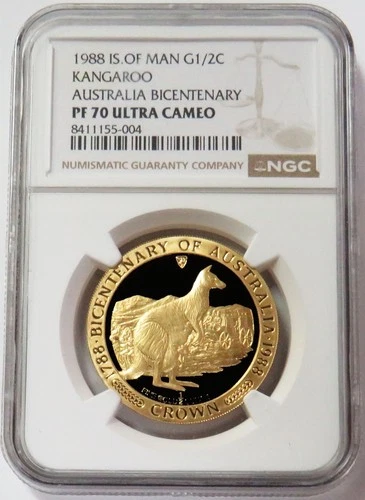 1988 IS.OF MAN G1/2C
KANGAROO
AUSTRALIA BICENTENARY
PF 70 ULTRA CAMEO
8411155-004
NUMISMATIC GUARANTY COMPANY NGC
1788·BICENTENARY OF AUSTRALIA·1988
CROWN